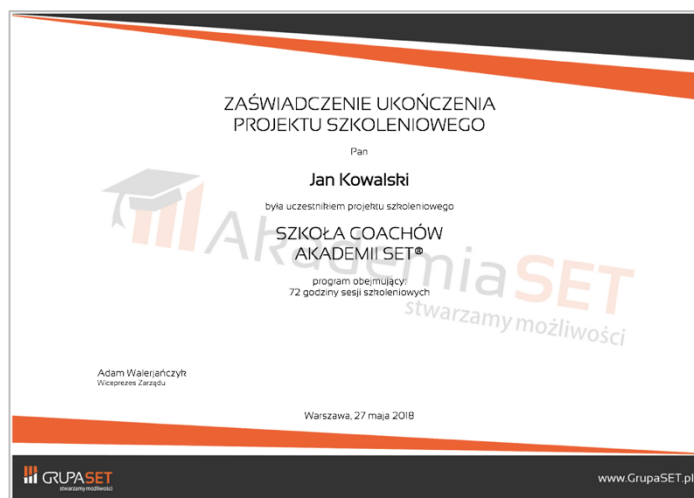 ZAŚWIADCZENIE UKOŃCZENIA
PROJEKTU SZKOLENIOWEGO
Pan
Jan Kowalski
była uczestnikiem projektu szkoleniowego
SZKOŁA COACHÓW
AKADEMII SET®
program obejmujący:
72 godziny sesji szkoleniowych
AkademiaSET
stwarzamy możliwości
Adam Walerjańczyk
Wiceprezes Zarządu
Warszawa, 27 maja 2018
GRUPASET
stwarzamy możliwości
www.GrupaSET.pl